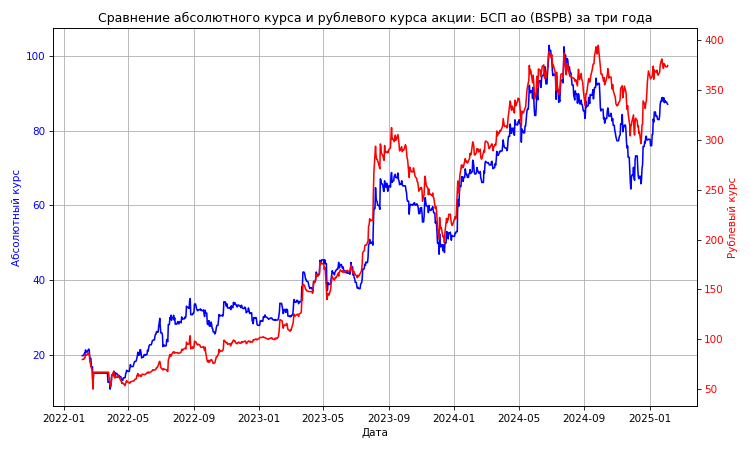 Сравнение абсолютного курса и рублевого курса акции: БСП ао (BSPB) за три года
Абсолютный курс
100
80
60
40
20
Рублевый курс
400
350
300
250
200
150
100
50
2022-01 2022-05 2022-09 2023-01 2023-05 2023-09 2024-01 2024-05 2024-09 2025-01
Дата